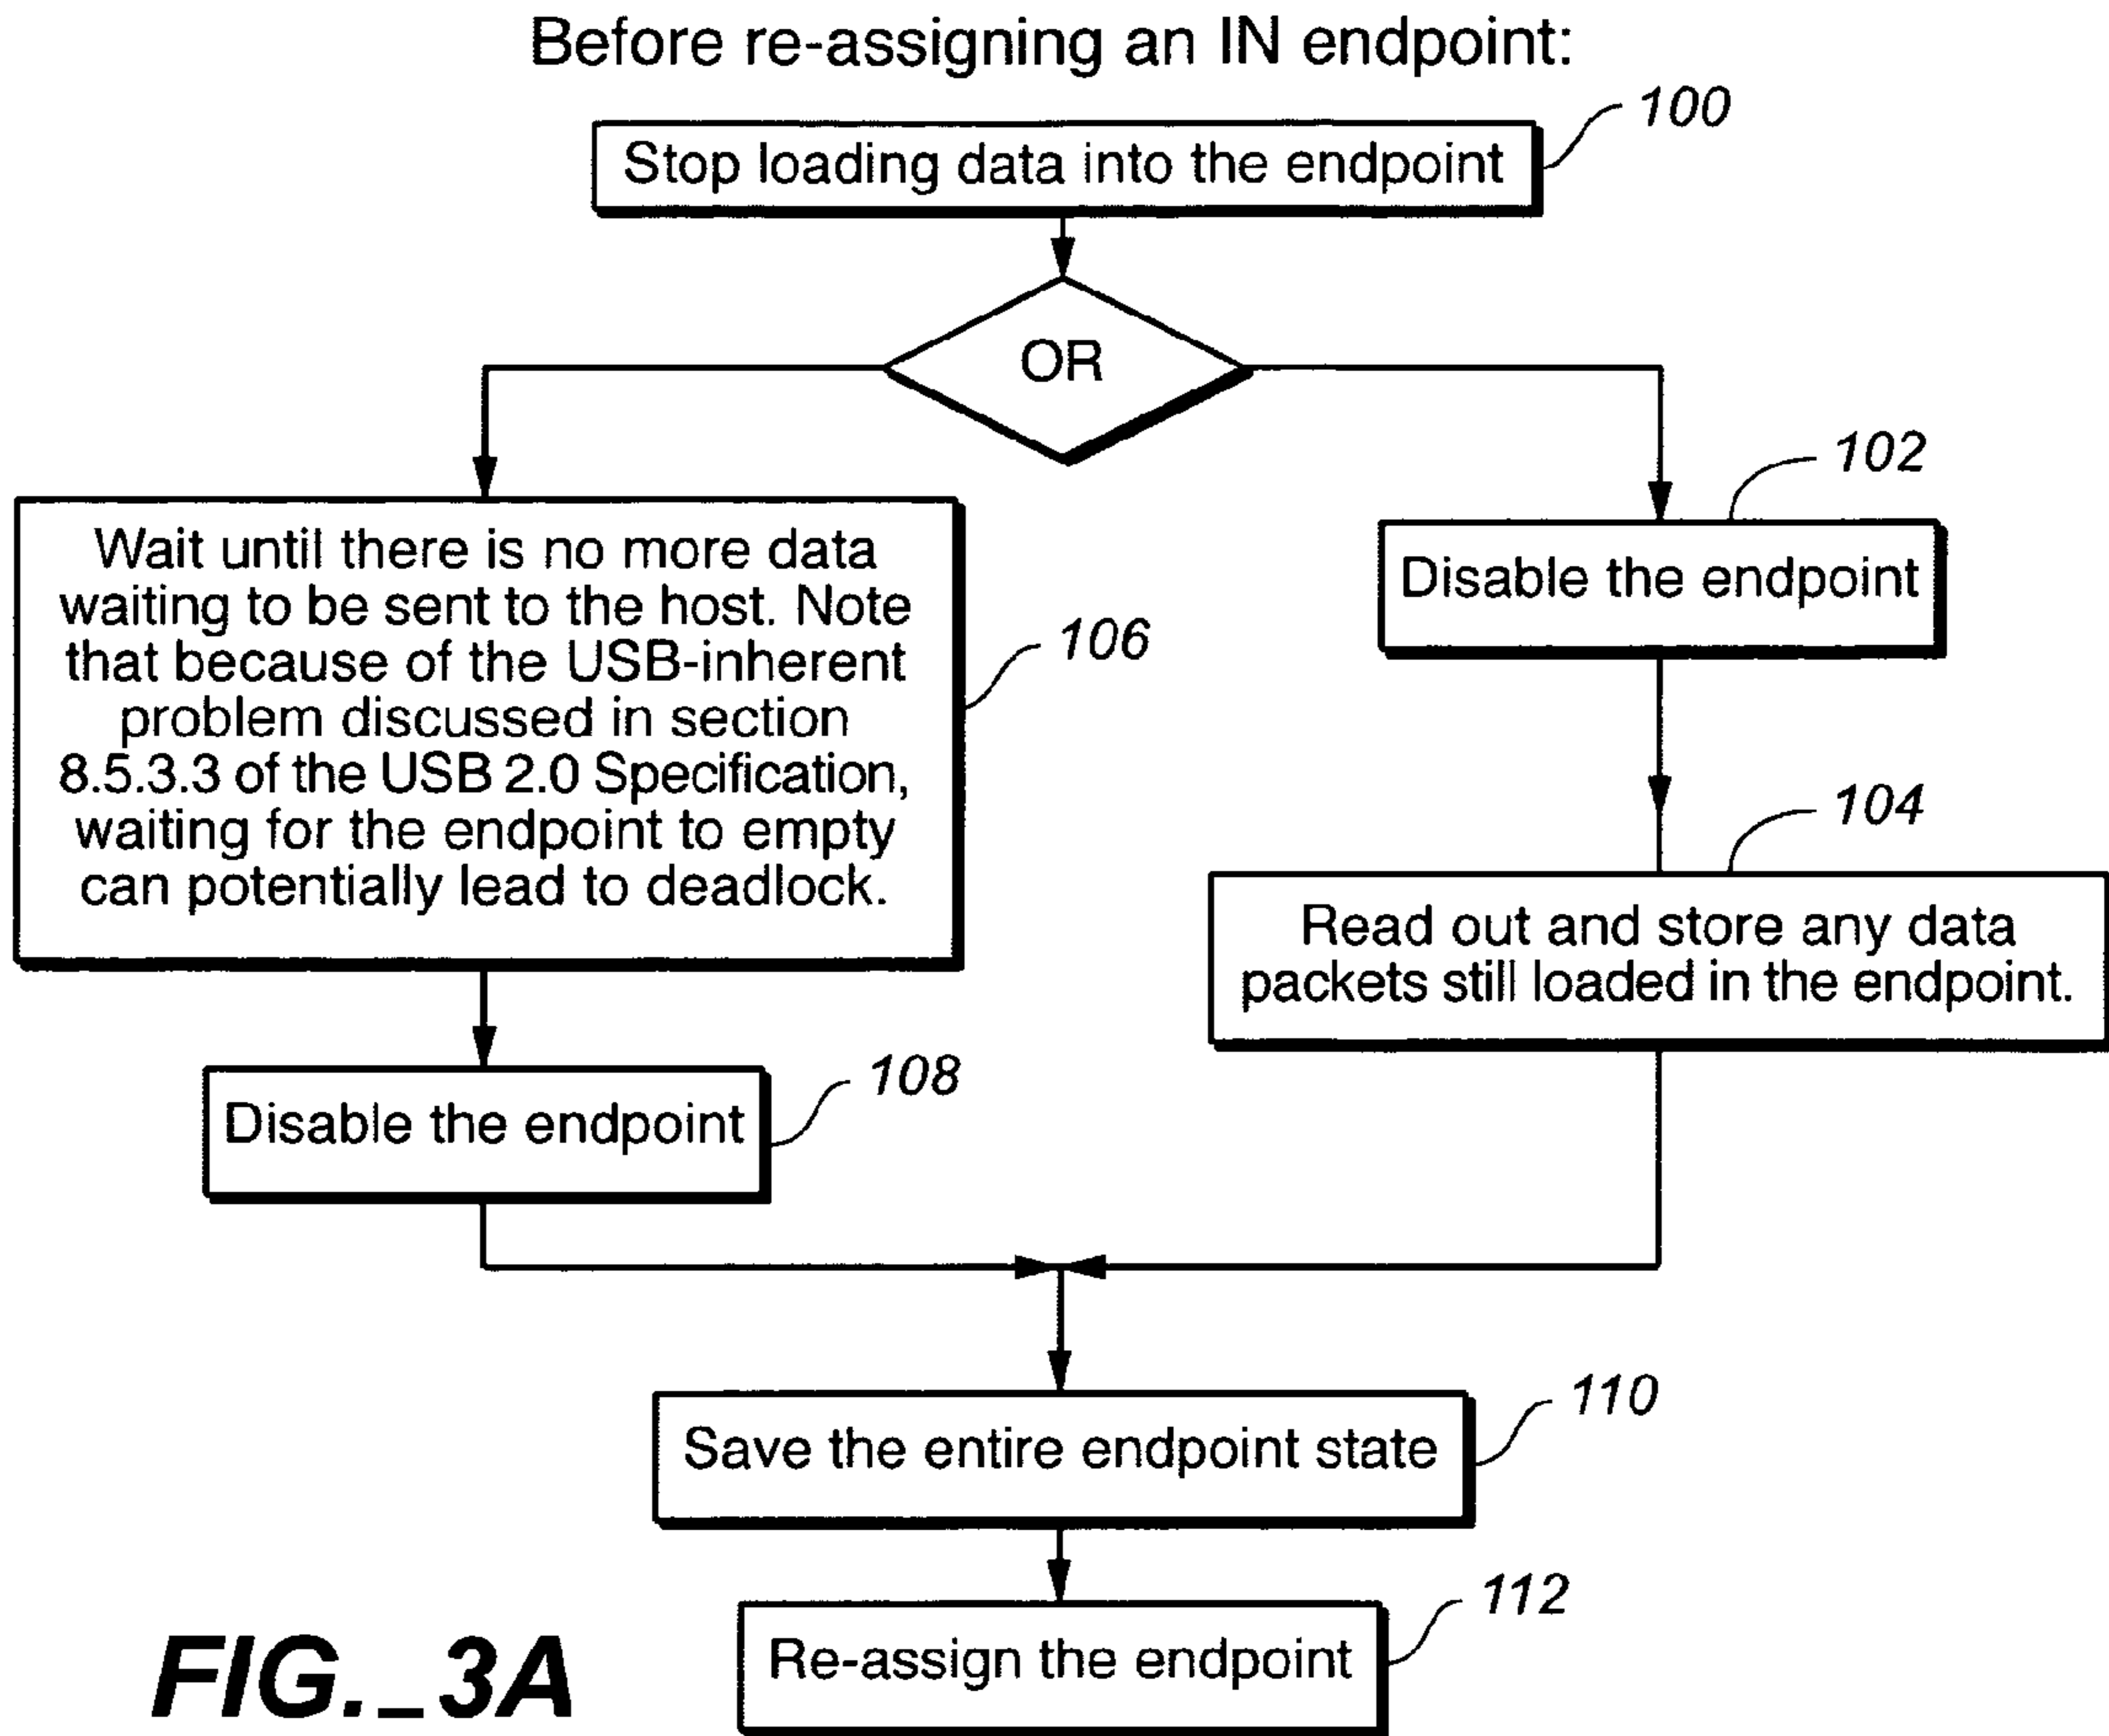 Before re-assigning an IN endpoint:
100
Stop loading data into the endpoint
OR
102
Disable the endpoint
Wait until there is no more data
waiting to be sent to the host. Note
that because of the USB-inherent
problem discussed in section
8.5.3.3 of the USB 2.0 Specification,
waiting for the endpoint to empty
can potentially lead to deadlock.
106
104
Read out and store any data
packets still loaded in the endpoint.
108
Disable the endpoint
110
Save the entire endpoint state
112
Re-assign the endpoint
FIG._3A